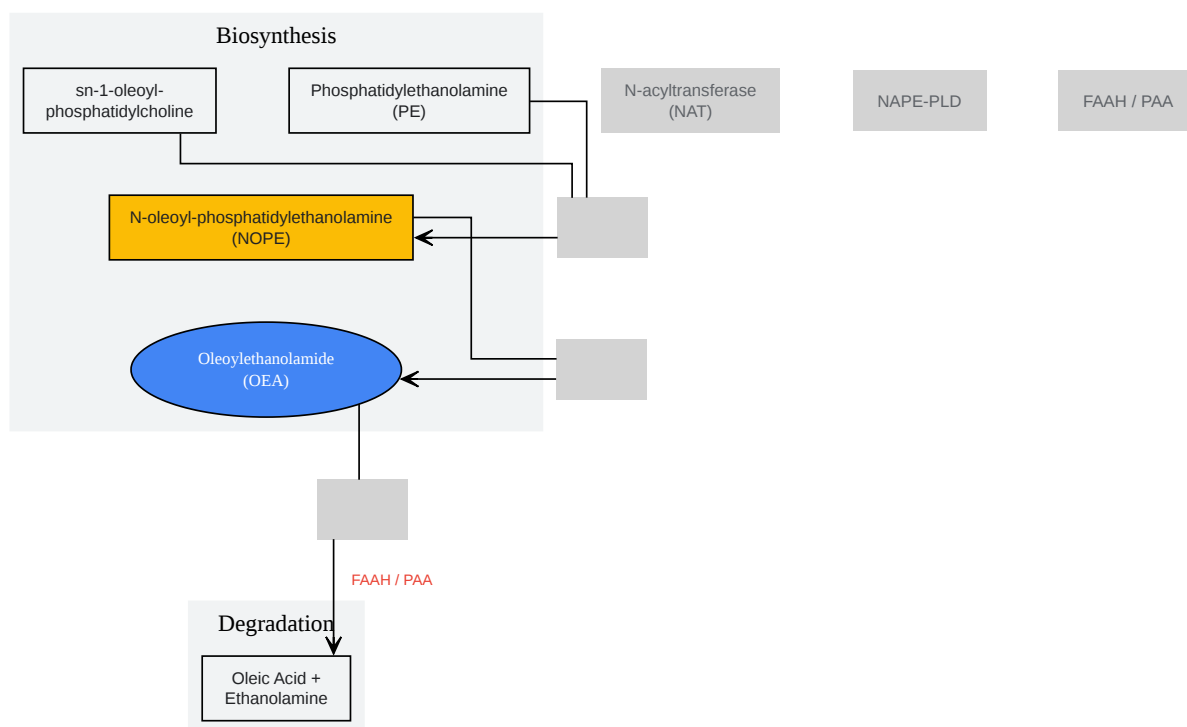 Biosynthesis
sn-1-oleoyl-
phosphatidylcholine
Phosphatidylethanolamine
(PE)
N-acyltransferase
(NAT)
NAPE-PLD
FAAH / PAA
N-oleoyl-phosphatidylethanolamine
(NOPE)
Oleoylethanolamide
(OEA)
FAAH / PAA
Degradation
Oleic Acid +
Ethanolamine